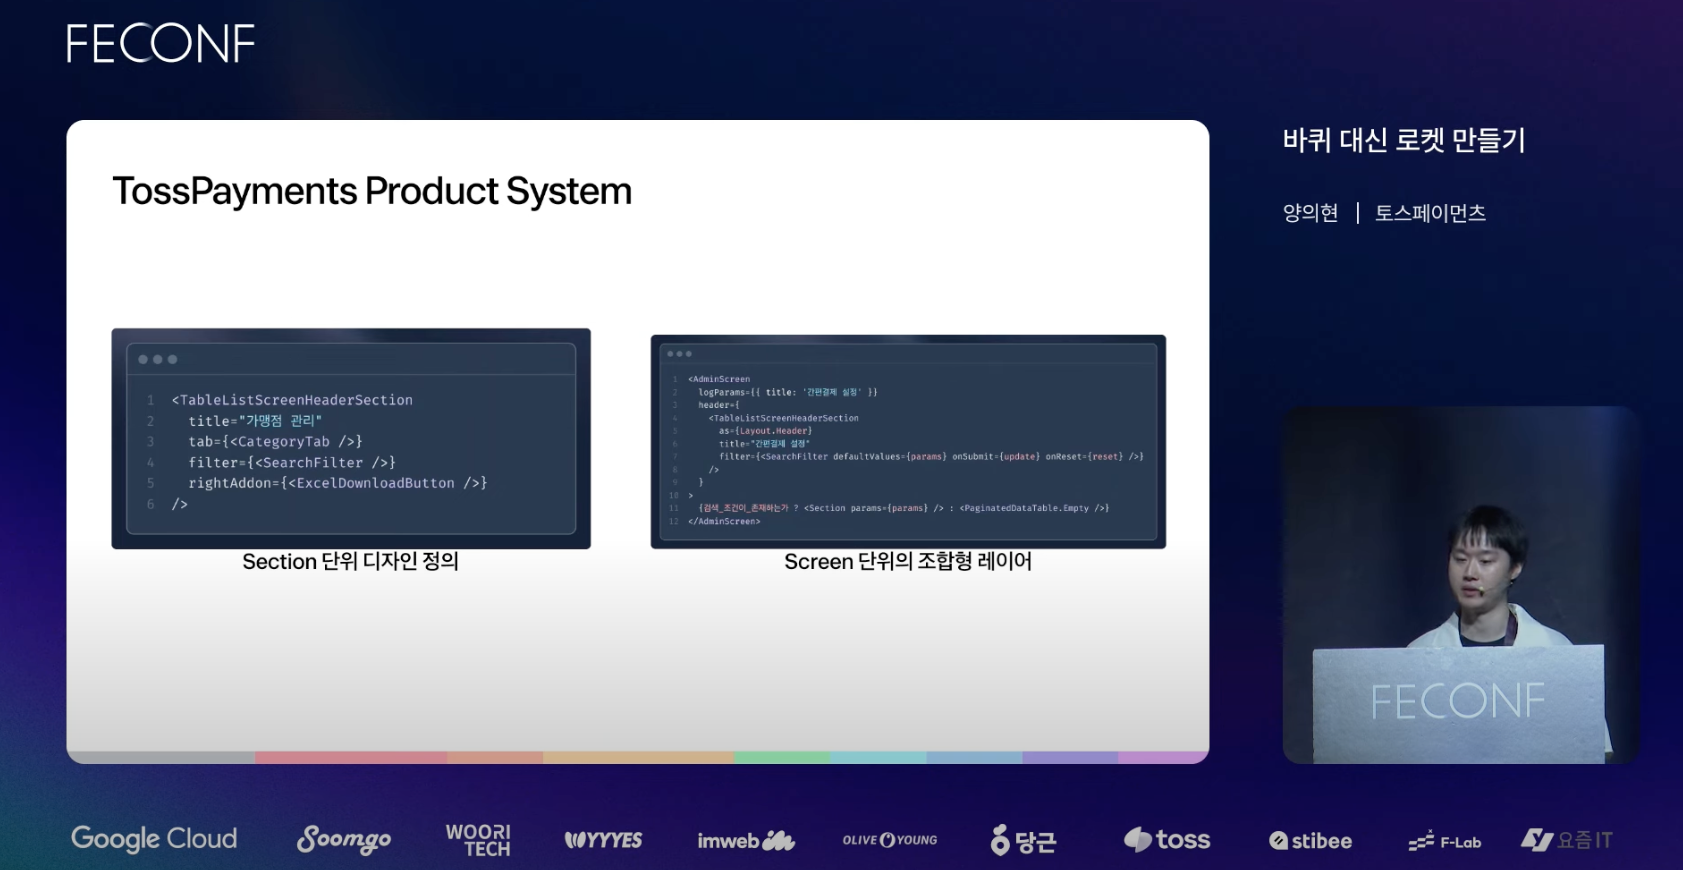 FECONF
TossPayments Product System
1 <TableListScreenHeaderSection
2 title="가맹점 관리"
3 tab={<CategoryTab />}
4 filter={<SearchFilter />}
5 rightAddon={<ExcelDownloadButton />}
6 />
Section 단위 디자인 정의
1 <AdminScreen
2 logParams={{ title: '간편결제 설정' }}
3 header={
4 <TableListScreenHeaderSection
5 as={Layout.Header}
6 title="간편결제 설정"
7 filter={<SearchFilter defaultValues={params} onSubmit={update} onReset={reset} />}
8 />
9 }
10 >
11 {검색_조건이_존재하는가 ? <Section params={params} /> : <PaginatedDataTable.Empty />}
12 </AdminScreen>
Screen 단위의 조합형 레이어
바퀴 대신 로켓 만들기
양의현 | 토스페이먼츠
FECONF
Google Cloud
Soomgo
WOORI
TECH
WYYYES
imweb
OLIVE YOUNG
당근
toss
stibee
F-Lab
요즘IT